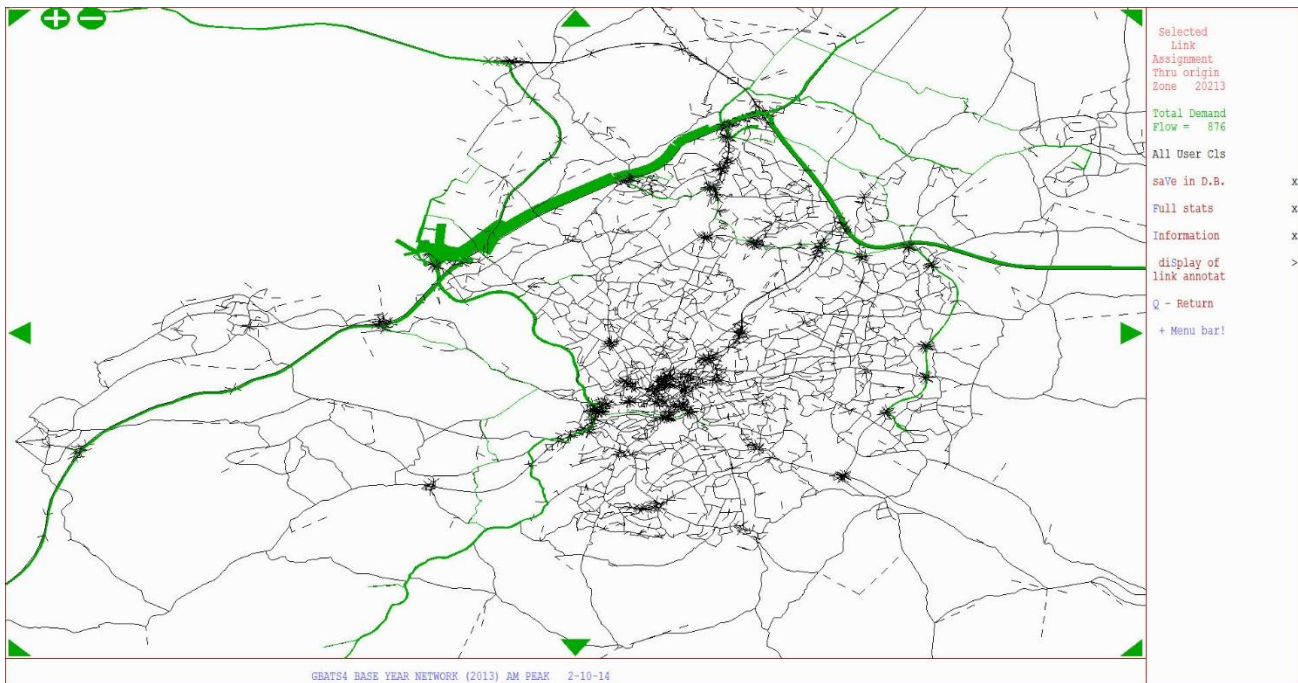 Selected
Link
Assignment
Thru origin
Zone 20213
Total Demand
Flow = 876
All User Cls
saVe in D.B. x
Full stats x
Information x
diSplay of >
link annotat
Q - Return
+ Menu bar!
GBATS4 BASE YEAR NETWORK (2013) AM PEAK 2-10-14